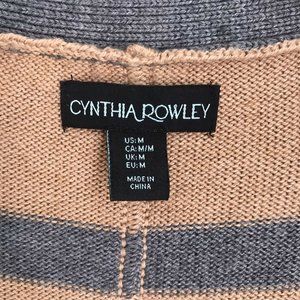 CYNTHIA ROWLEY
US: M
CA: M/M
UK: M
EU: M
MADE IN
CHINA